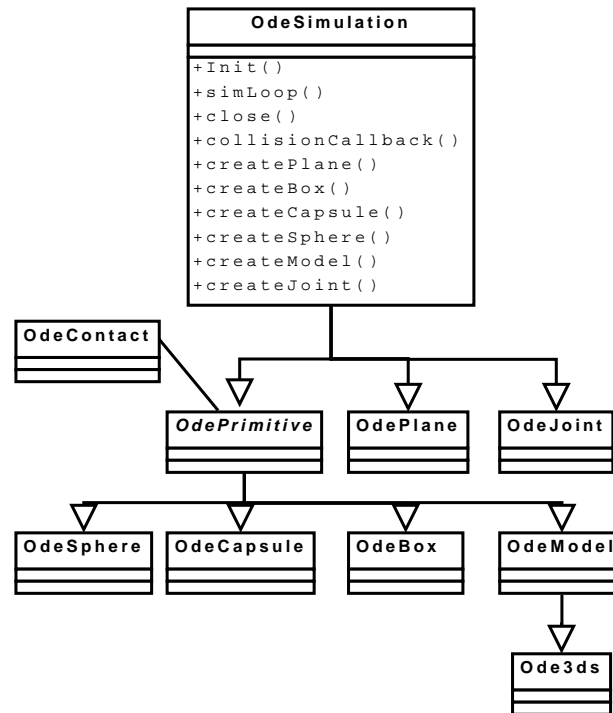 OdeSimulation
+Init()
+simLoop()
+close()
+collisionCallback()
+createPlane()
+createBox()
+createCapsule()
+createSphere()
+createModel()
+createJoint()
OdeContact
OdePrimitive
OdePlane
OdeJoint
OdeSphere
OdeCapsule
OdeBox
OdeModel
Ode3ds